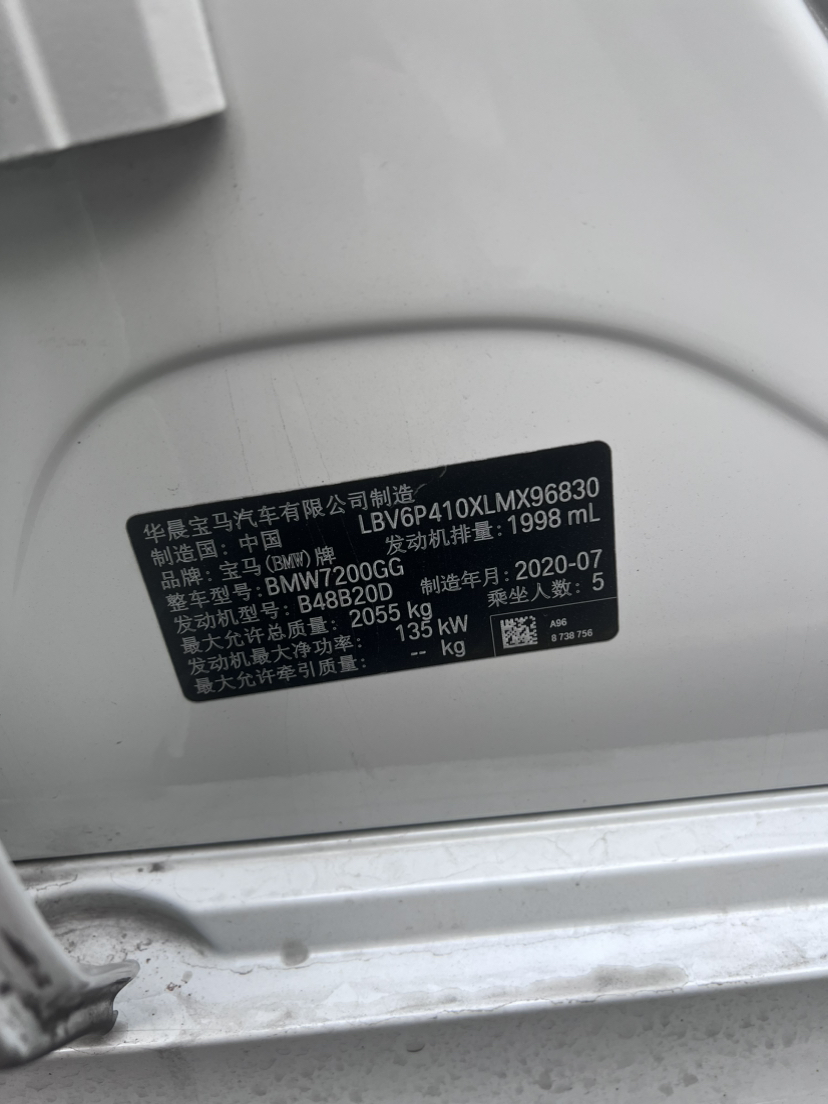 华晨宝马汽车有限公司制造
制造国：中国 LBV6P410XLMX96830
品牌：宝马(BMW)牌 发动机排量：1998 mL
整车型号：BMW7200GG
发动机型号：B48B20D 制造年月：2020-07
最大允许总质量：2055 kg 乘坐人数：5
发动机最大净功率：135 kW
最大允许牵引质量：-- kg
A96
8 738 756